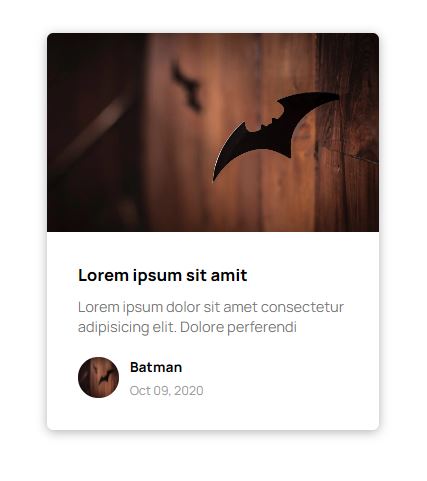 Lorem ipsum sit amit
Lorem ipsum dolor sit amet consectetur
adipisicing elit. Dolore perferendi
Batman
Oct 09, 2020